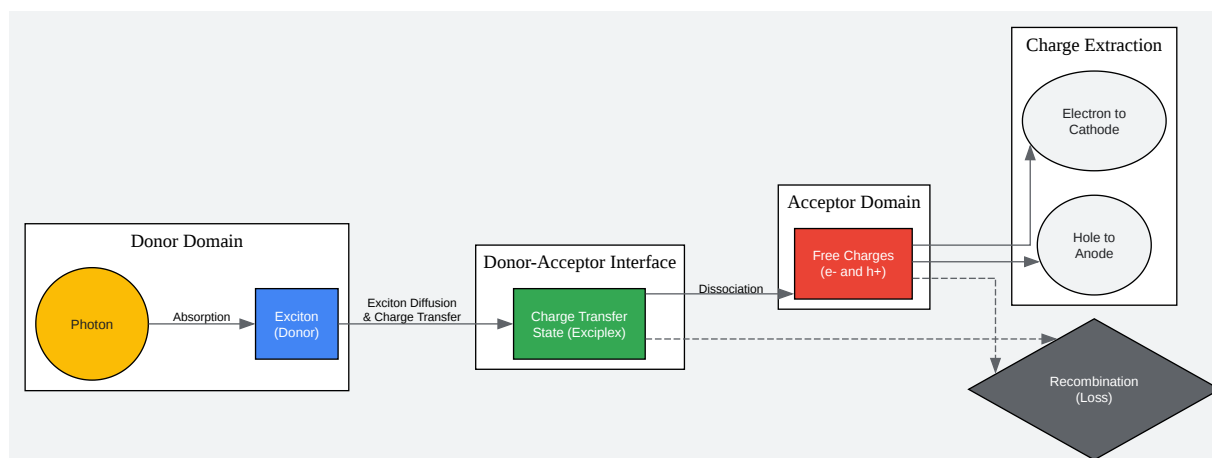 Charge Extraction
Electron to
Cathode
Acceptor Domain
Free Charges
(e- and h+)
Hole to
Anode
Donor Domain
Photon
Absorption
Exciton
(Donor)
Exciton Diffusion
& Charge Transfer
Donor-Acceptor Interface
Charge Transfer
State (Exciplex)
Dissociation
Recombination
(Loss)